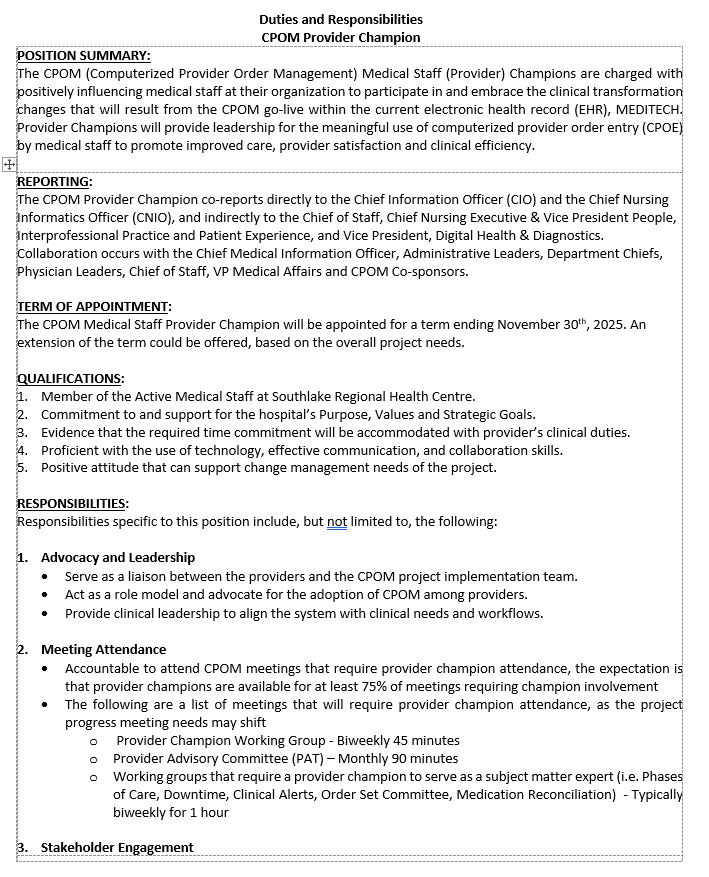 Duties and Responsibilities
CPOM Provider Champion
POSITION SUMMARY:
The CPOM (Computerized Provider Order Management) Medical Staff (Provider) Champions are charged with
positively influencing medical staff at their organization to participate in and embrace the clinical transformation
changes that will result from the CPOM go-live within the current electronic health record (EHR), MEDITECH.
Provider Champions will provide leadership for the meaningful use of computerized provider order entry (CPOE)
by medical staff to promote improved care, provider satisfaction and clinical efficiency.
REPORTING:
The CPOM Provider Champion co-reports directly to the Chief Information Officer (CIO) and the Chief Nursing
Informatics Officer (CNIO), and indirectly to the Chief of Staff, Chief Nursing Executive & Vice President People,
Interprofessional Practice and Patient Experience, and Vice President, Digital Health & Diagnostics.
Collaboration occurs with the Chief Medical Information Officer, Administrative Leaders, Department Chiefs,
Physician Leaders, Chief of Staff, VP Medical Affairs and CPOM Co-sponsors.
TERM OF APPOINTMENT:
The CPOM Medical Staff Provider Champion will be appointed for a term ending November 30th, 2025. An
extension of the term could be offered, based on the overall project needs.
QUALIFICATIONS:
1. Member of the Active Medical Staff at Southlake Regional Health Centre.
2. Commitment to and support for the hospital's Purpose, Values and Strategic Goals.
3. Evidence that the required time commitment will be accommodated with provider's clinical duties.
4. Proficient with the use of technology, effective communication, and collaboration skills.
5. Positive attitude that can support change management needs of the project.
RESPONSIBILITIES:
Responsibilities specific to this position include, but not limited to, the following:
1. Advocacy and Leadership
• Serve as a liaison between the providers and the CPOM project implementation team.
• Act as a role model and advocate for the adoption of CPOM among providers.
• Provide clinical leadership to align the system with clinical needs and workflows.
2. Meeting Attendance
• Accountable to attend CPOM meetings that require provider champion attendance, the expectation is
that provider champions are available for at least 75% of meetings requiring champion involvement
• The following are a list of meetings that will require provider champion attendance, as the project
progress meeting needs may shift
o Provider Champion Working Group - Biweekly 45 minutes
o Provider Advisory Committee (PAT) – Monthly 90 minutes
o Working groups that require a provider champion to serve as a subject matter expert (i.e. Phases
of Care, Downtime, Clinical Alerts, Order Set Committee, Medication Reconciliation) - Typically
biweekly for 1 hour
3. Stakeholder Engagement